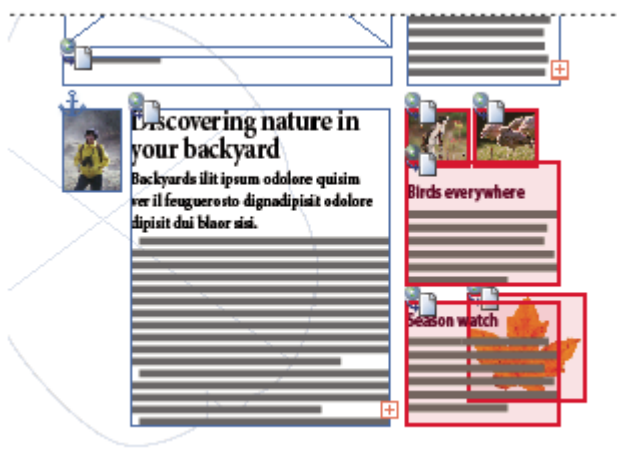 Discovering nature in
your backyard
Backyards ilit ipsum odolore quisim
ver il feuguerosto dignadipisit odolore
dipisit dui blaor sisi.
Birds everywhere
Season watch